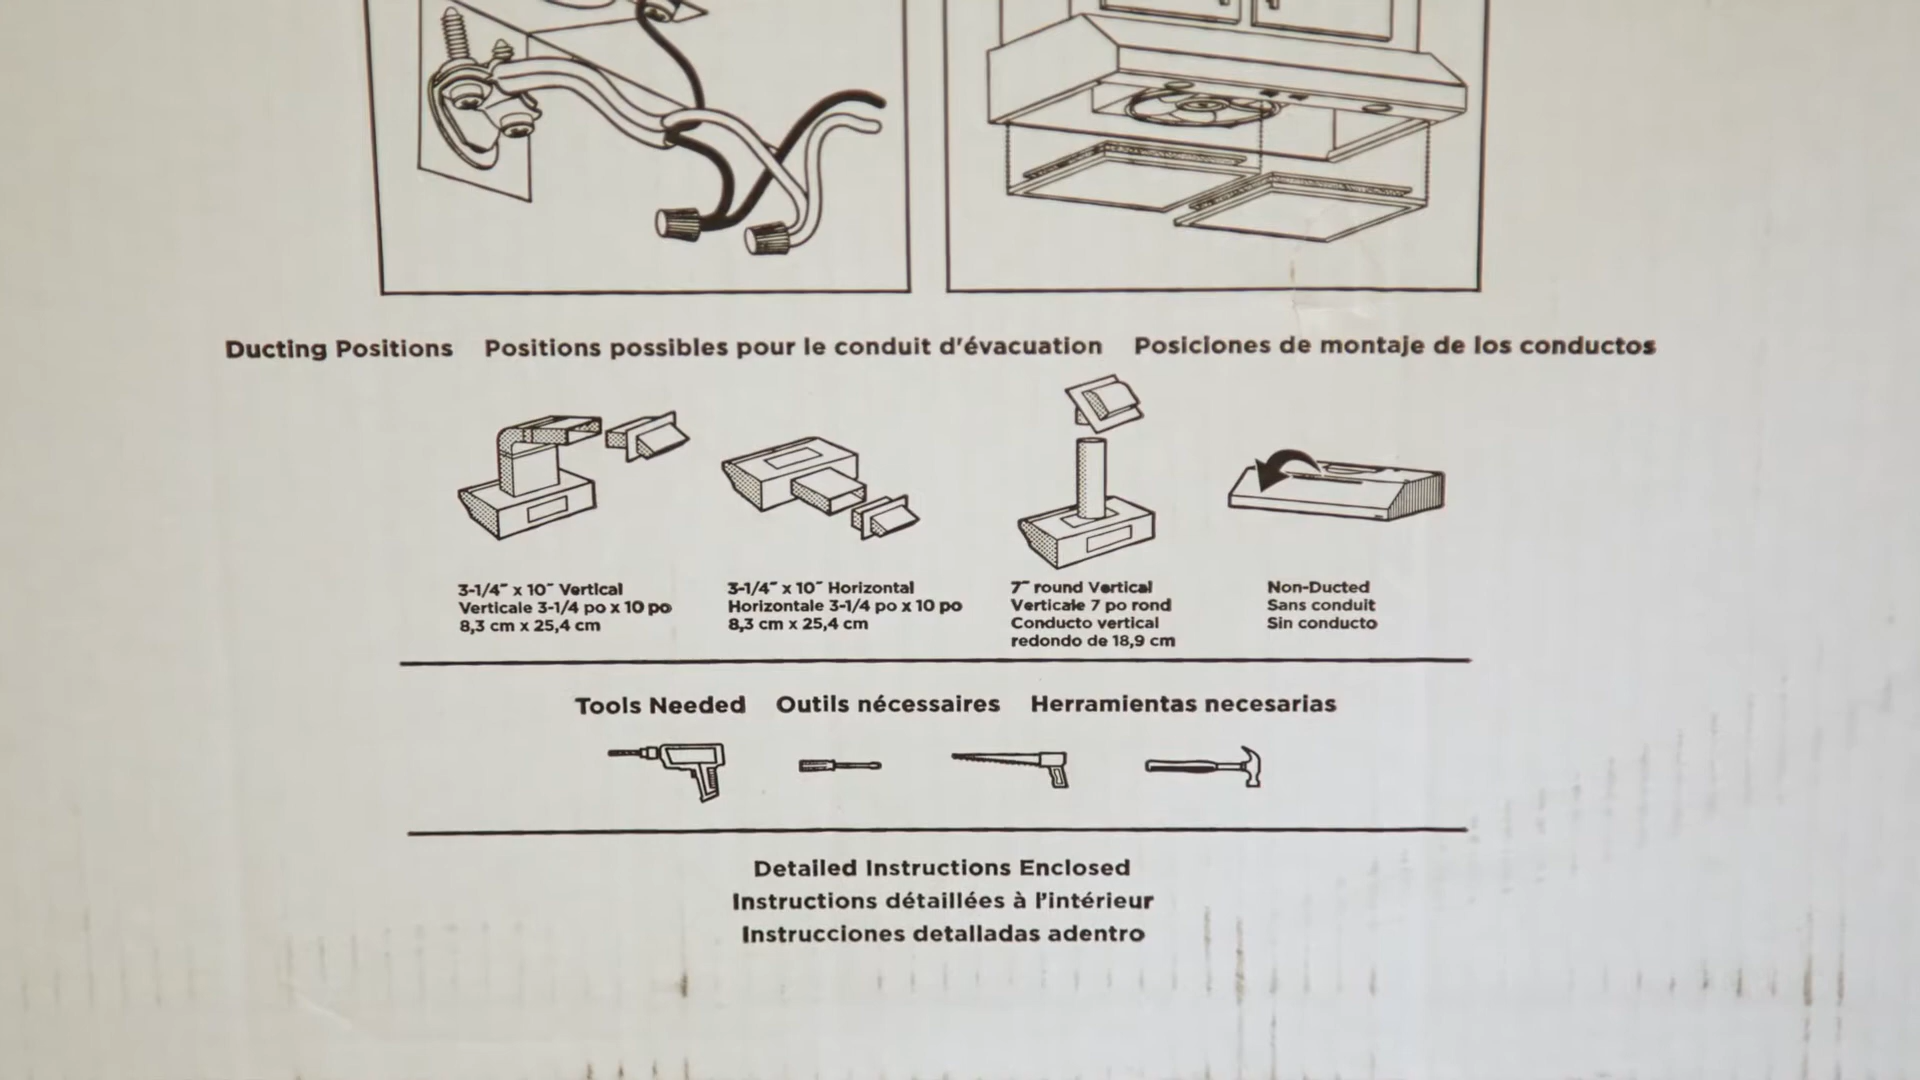 Ducting Positions Positions possibles pour le conduit d'évacuation Posiciones de montaje de los conductos
3-1/4" x 10" Vertical
Verticale 3-1/4 po x 10 po
8,3 cm x 25,4 cm
3-1/4" x 10" Horizontal
Horizontale 3-1/4 po x 10 po
8,3 cm x 25,4 cm
7" round Vertical
Verticale 7 po rond
Conducto vertical
redondo de 18,9 cm
Non-Ducted
Sans conduit
Sin conducto
Tools Needed Outils nécessaires Herramientas necesarias
Detailed Instructions Enclosed
Instructions détaillées à l'intérieur
Instrucciones detalladas adentro